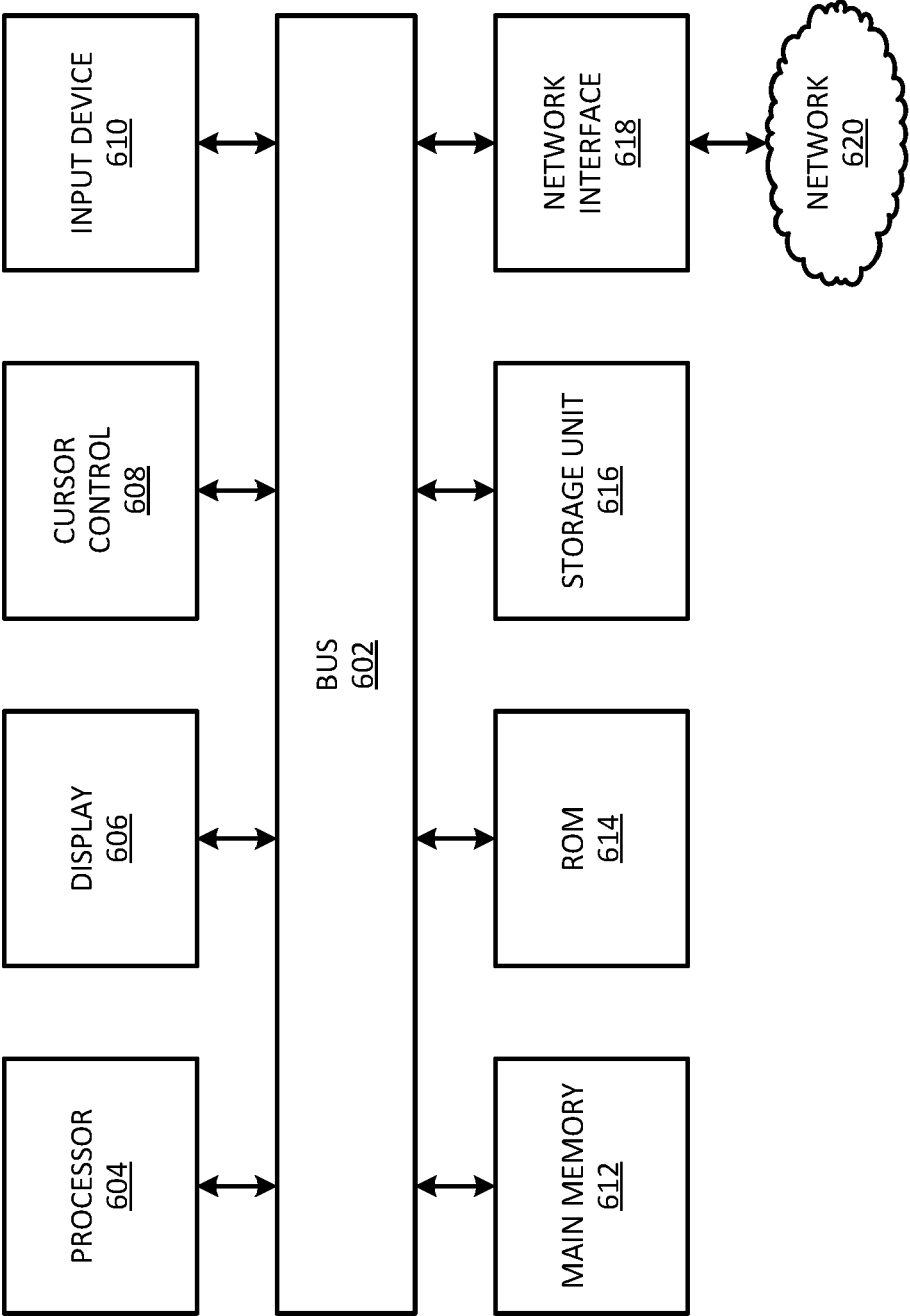 PROCESSOR
604
DISPLAY
606
CURSOR
CONTROL
608
INPUT DEVICE
610
BUS
602
MAIN MEMORY
612
ROM
614
STORAGE UNIT
616
NETWORK
INTERFACE
618
NETWORK
620